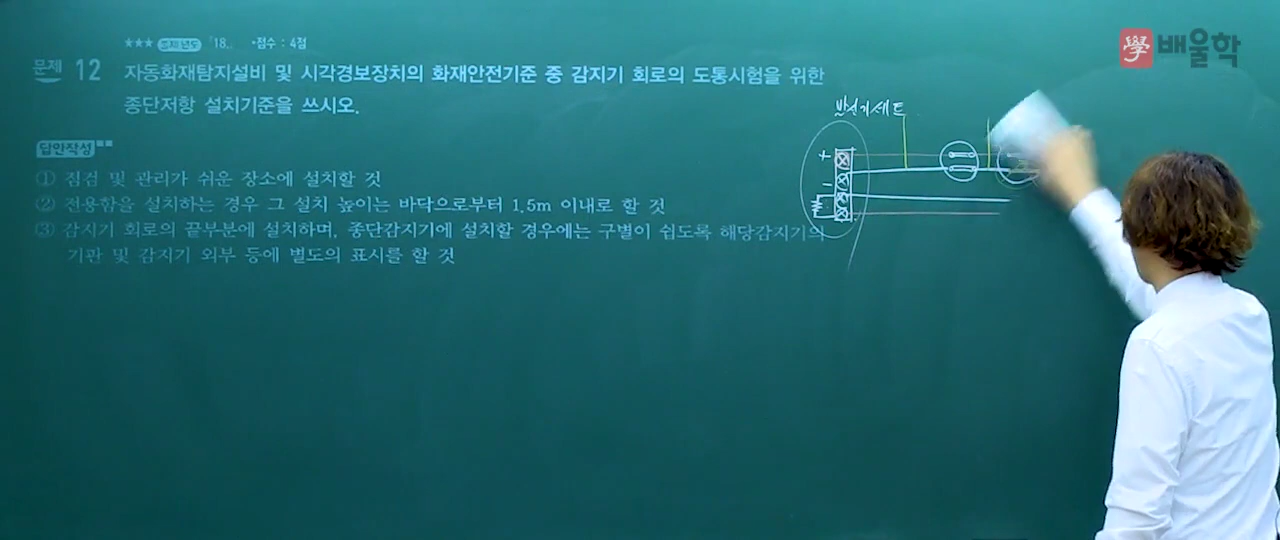 ★★★ 출제년도 「18. •점수 : 4점
문제 12 자동화재탐지설비 및 시각경보장치의 화재안전기준 중 감지기 회로의 도통시험을 위한
종단저항 설치기준을 쓰시오.
답안작성
① 점검 및 관리가 쉬운 장소에 설치할 것
② 전용함을 설치하는 경우 그 설치 높이는 바닥으로부터 1.5m 이내로 할 것
③ 감지기 회로의 끝부분에 설치하며, 종단감지기에 설치할 경우에는 구별이 쉽도록 해당감지기의
기판 및 감지기 외부 등에 별도의 표시를 할 것
발신기세트
+
−
學 배울학